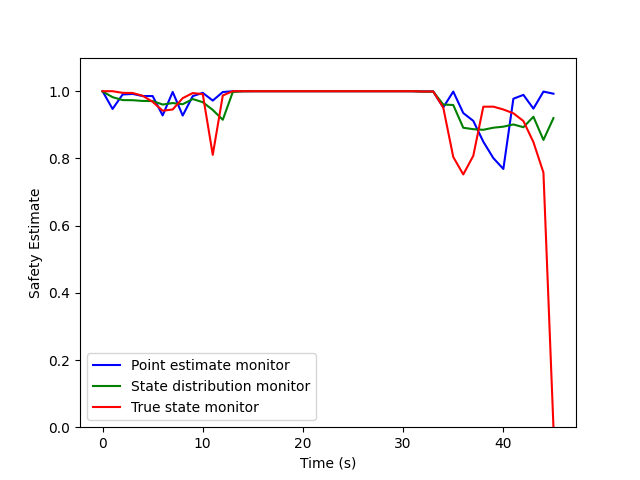 1.0
0.8
0.6
0.4
0.2
0.0
Safety Estimate
Point estimate monitor
State distribution monitor
True state monitor
0 10 20 30 40
Time (s)